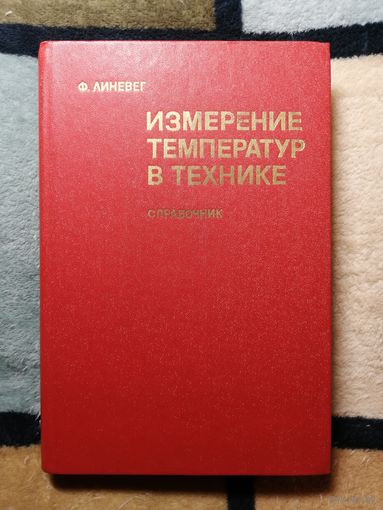 Ф. ЛИНЕВЕГ
ИЗМЕРЕНИЕ
ТЕМПЕРАТУР
В ТЕХНИКЕ
СПРАВОЧНИК